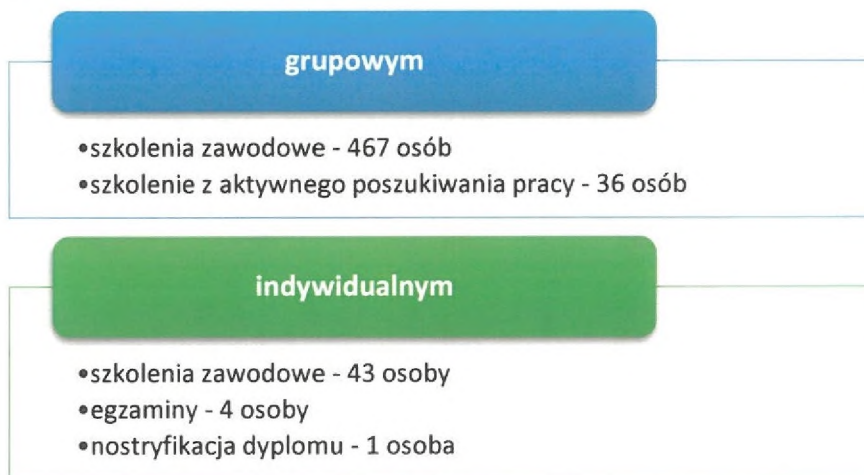 grupowym
•szkolenia zawodowe - 467 osób
•szkolenie z aktywnego poszukiwania pracy - 36 osób
indywidualnym
•szkolenia zawodowe - 43 osoby
•egzaminy - 4 osoby
•nostryfikacja dyplomu - 1 osoba